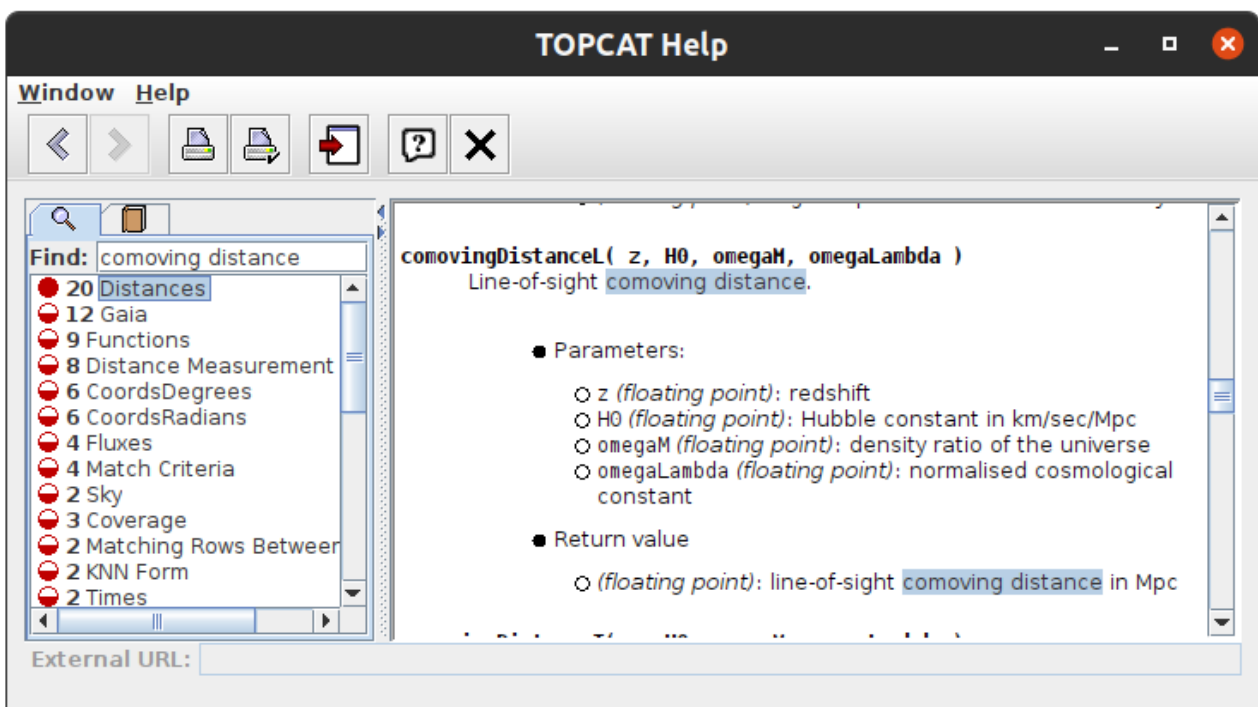 TOPCAT Help
Window Help
Find: comoving distance
20 Distances
12 Gaia
9 Functions
8 Distance Measurement
6 CoordsDegrees
6 CoordsRadians
4 Fluxes
4 Match Criteria
2 Sky
3 Coverage
2 Matching Rows Between
2 KNN Form
2 Times
comovingDistanceL( z, H0, omegaM, omegaLambda )
Line-of-sight comoving distance.
Parameters:
z (floating point): redshift
H0 (floating point): Hubble constant in km/sec/Mpc
omegaM (floating point): density ratio of the universe
omegaLambda (floating point): normalised cosmological
constant
Return value
(floating point): line-of-sight comoving distance in Mpc
External URL: